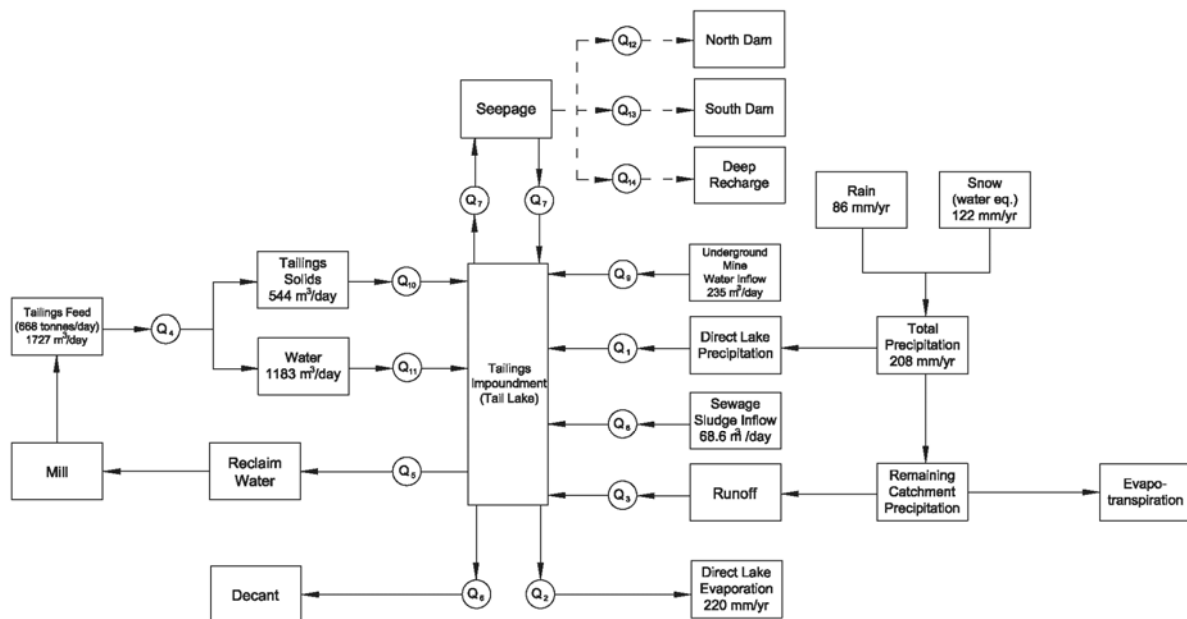 Q12
North Dam
Seepage
Q13
South Dam
Q14
Deep
Recharge
Q7
Q7
Rain
86 mm/yr
Snow
(water eq.)
122 mm/yr
Tailings
Solids
544 m³/day
Q10
Q9
Underground
Mine
Water Inflow
235 m³/day
Tailings Feed
(668 tonnes/day)
1727 m³/day
Q4
Water
1183 m³/day
Q11
Tailings
Impoundment
(Tail Lake)
Q1
Direct Lake
Precipitation
Total
Precipitation
208 mm/yr
Q6
Sewage
Sludge Inflow
68.6 m³ /day
Mill
Reclaim
Water
Q5
Q3
Runoff
Remaining
Catchment
Precipitation
Evapo-
transpiration
Decant
Q6
Q2
Direct Lake
Evaporation
220 mm/yr